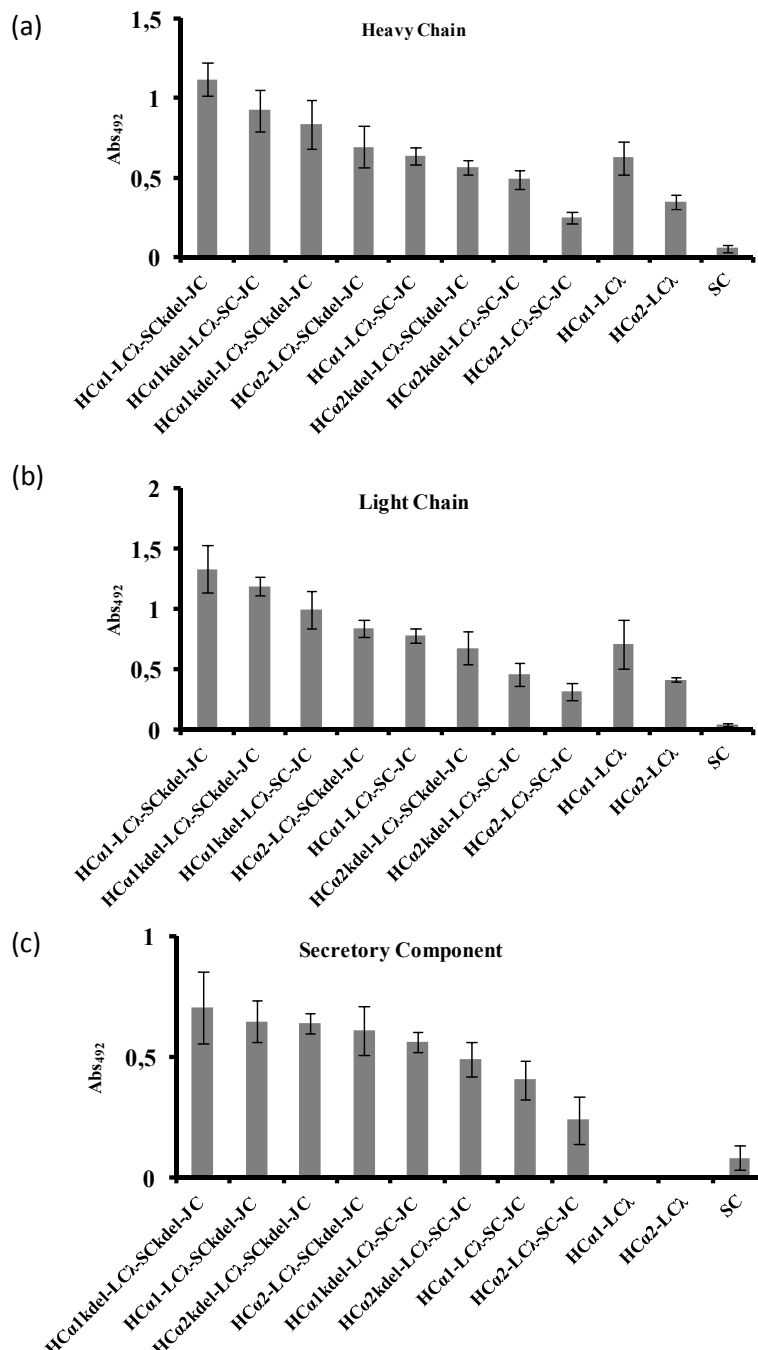 (a)
Heavy Chain
Abs492
1,5
1
0,5
0
HCα1-LCλ-SCkdel-JC
HCα1kdel-LCλ-SC-JC
HCα1kdel-LCλ-SCkdel-JC
HCα2-LCλ-SCkdel-JC
HCα1-LCλ-SC-JC
HCα2kdel-LCλ-SCkdel-JC
HCα2kdel-LCλ-SC-JC
HCα2-LCλ-SC-JC
HCα1-LCλ
HCα2-LCλ
SC
(b)
Light Chain
Abs492
2
1,5
1
0,5
0
HCα1-LCλ-SCkdel-JC
HCα1kdel-LCλ-SCkdel-JC
HCα1kdel-LCλ-SC-JC
HCα2-LCλ-SCkdel-JC
HCα1-LCλ-SC-JC
HCα2kdel-LCλ-SCkdel-JC
HCα2kdel-LCλ-SC-JC
HCα2-LCλ-SC-JC
HCα1-LCλ
HCα2-LCλ
SC
(c)
Secretory Component
Abs492
1
0,5
0
HCα1kdel-LCλ-SCkdel-JC
HCα1-LCλ-SCkdel-JC
HCα2kdel-LCλ-SCkdel-JC
HCα2-LCλ-SCkdel-JC
HCα1kdel-LCλ-SC-JC
HCα2kdel-LCλ-SC-JC
HCα1-LCλ-SC-JC
HCα2-LCλ-SC-JC
HCα1-LCλ
HCα2-LCλ
SC